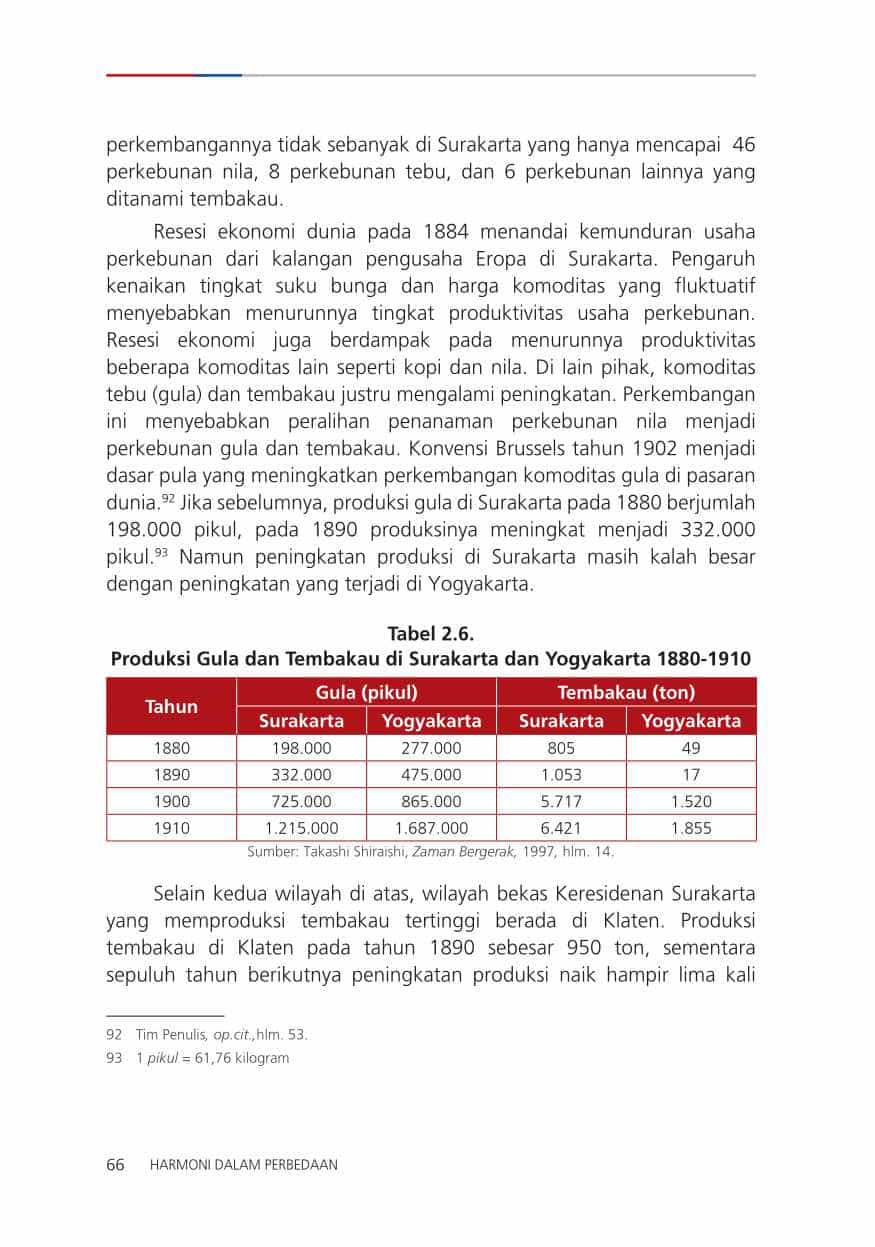 perkembangannya tidak sebanyak di Surakarta yang hanya mencapai 46
perkebunan nila, 8 perkebunan tebu, dan 6 perkebunan lainnya yang
ditanami tembakau.
Resesi ekonomi dunia pada 1884 menandai kemunduran usaha
perkebunan dari kalangan pengusaha Eropa di Surakarta. Pengaruh
kenaikan tingkat suku bunga dan harga komoditas yang fluktuatif
menyebabkan menurunnya tingkat produktivitas usaha perkebunan.
Resesi ekonomi juga berdampak pada menurunnya produktivitas
beberapa komoditas lain seperti kopi dan nila. Di lain pihak, komoditas
tebu (gula) dan tembakau justru mengalami peningkatan. Perkembangan
ini menyebabkan peralihan penanaman perkebunan nila menjadi
perkebunan gula dan tembakau. Konvensi Brussels tahun 1902 menjadi
dasar pula yang meningkatkan perkembangan komoditas gula di pasaran
dunia.⁹² Jika sebelumnya, produksi gula di Surakarta pada 1880 berjumlah
198.000 pikul, pada 1890 produksinya meningkat menjadi 332.000
pikul.⁹³ Namun peningkatan produksi di Surakarta masih kalah besar
dengan peningkatan yang terjadi di Yogyakarta.
Tabel 2.6.
Produksi Gula dan Tembakau di Surakarta dan Yogyakarta 1880-1910
Tahun Gula (pikul) Tembakau (ton)
Surakarta Yogyakarta Surakarta Yogyakarta
1880 198.000 277.000 805 49
1890 332.000 475.000 1.053 17
1900 725.000 865.000 5.717 1.520
1910 1.215.000 1.687.000 6.421 1.855
Sumber: Takashi Shiraishi, Zaman Bergerak, 1997, hlm. 14.
Selain kedua wilayah di atas, wilayah bekas Keresidenan Surakarta
yang memproduksi tembakau tertinggi berada di Klaten. Produksi
tembakau di Klaten pada tahun 1890 sebesar 950 ton, sementara
sepuluh tahun berikutnya peningkatan produksi naik hampir lima kali
92 Tim Penulis, op.cit.,hlm. 53.
93 1 pikul = 61,76 kilogram
66 HARMONI DALAM PERBEDAAN